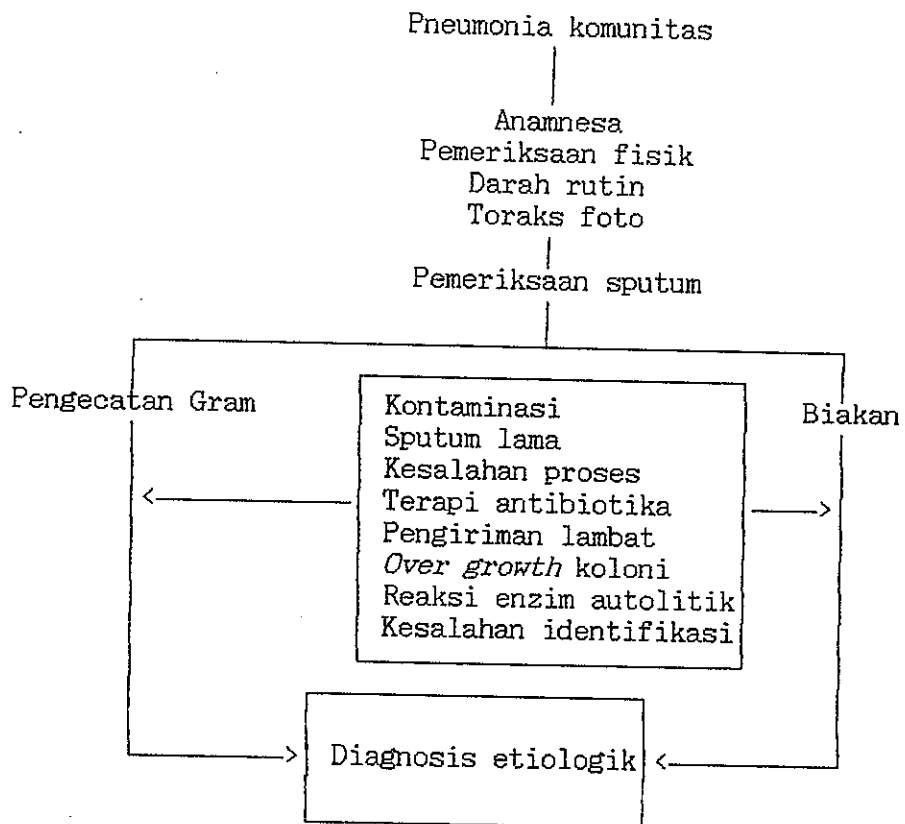 Pneumonia komunitas
Anamnesa
Pemeriksaan fisik
Darah rutin
Toraks foto
Pemeriksaan sputum
Pengecatan Gram
Kontaminasi
Sputum lama
Kesalahan proses
Terapi antibiotika
Pengiriman lambat
Over growth koloni
Reaksi enzim autolitik
Kesalahan identifikasi
Biakan
Diagnosis etiologik